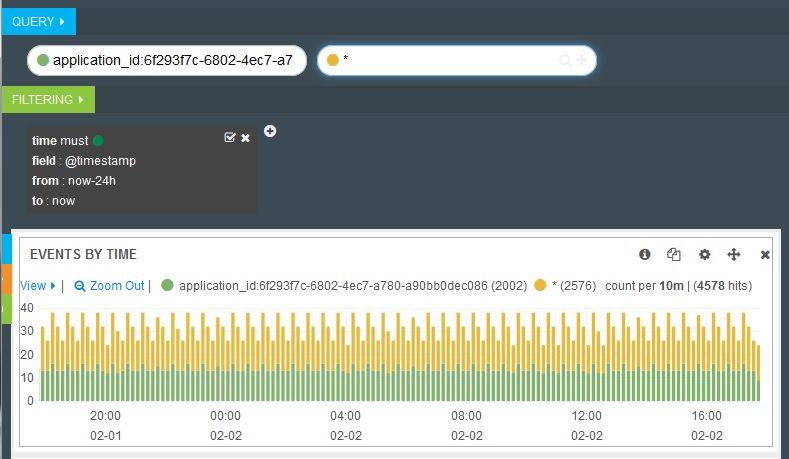 QUERY
application_id:6f293f7c-6802-4ec7-a7 *
FILTERING
time must
field : @timestamp
from : now-24h
to : now
EVENTS BY TIME
View | Zoom Out | application_id:6f293f7c-6802-4ec7-a780-a90bb0dec086 (2002) * (2576) count per 10m | (4578 hits)
40
30
20
10
0
20:00 00:00 04:00 08:00 12:00 16:00
02-01 02-02 02-02 02-02 02-02 02-02